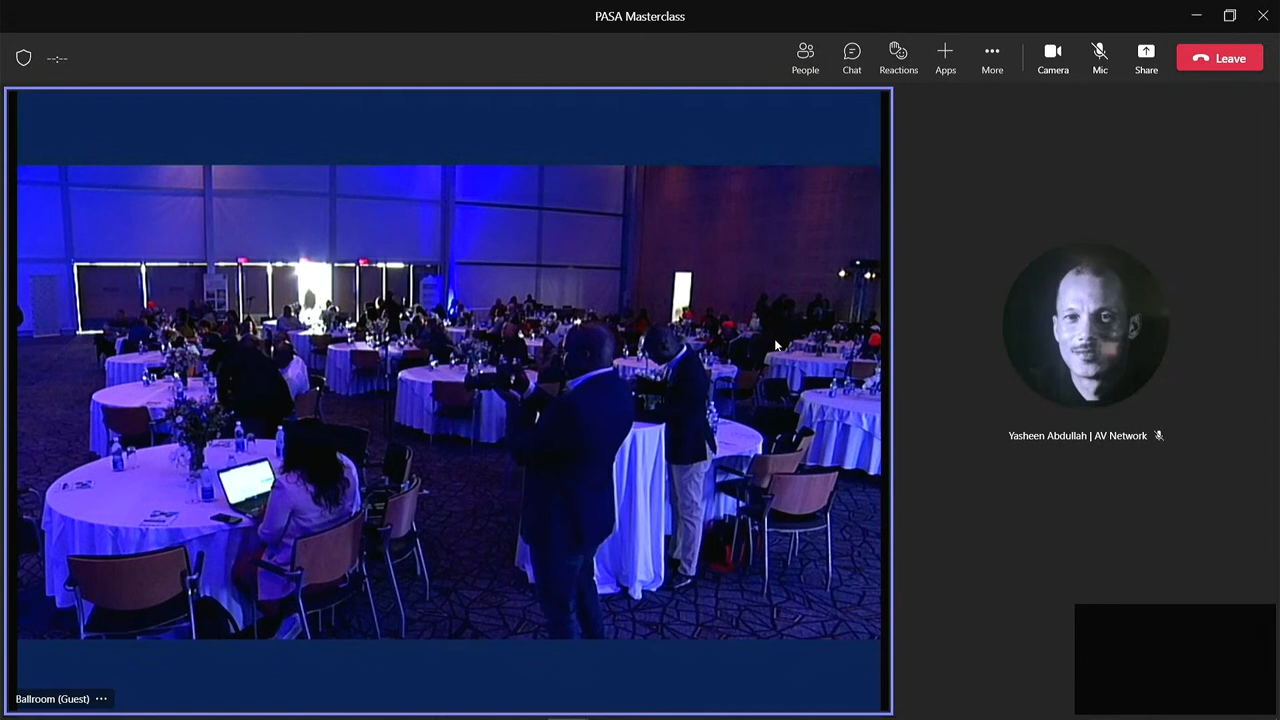 PASA Masterclass
--:--
People
Chat
Reactions
Apps
More
Camera
Mic
Share
Leave
Yasheen Abdullah | AV Network
Ballroom (Guest)